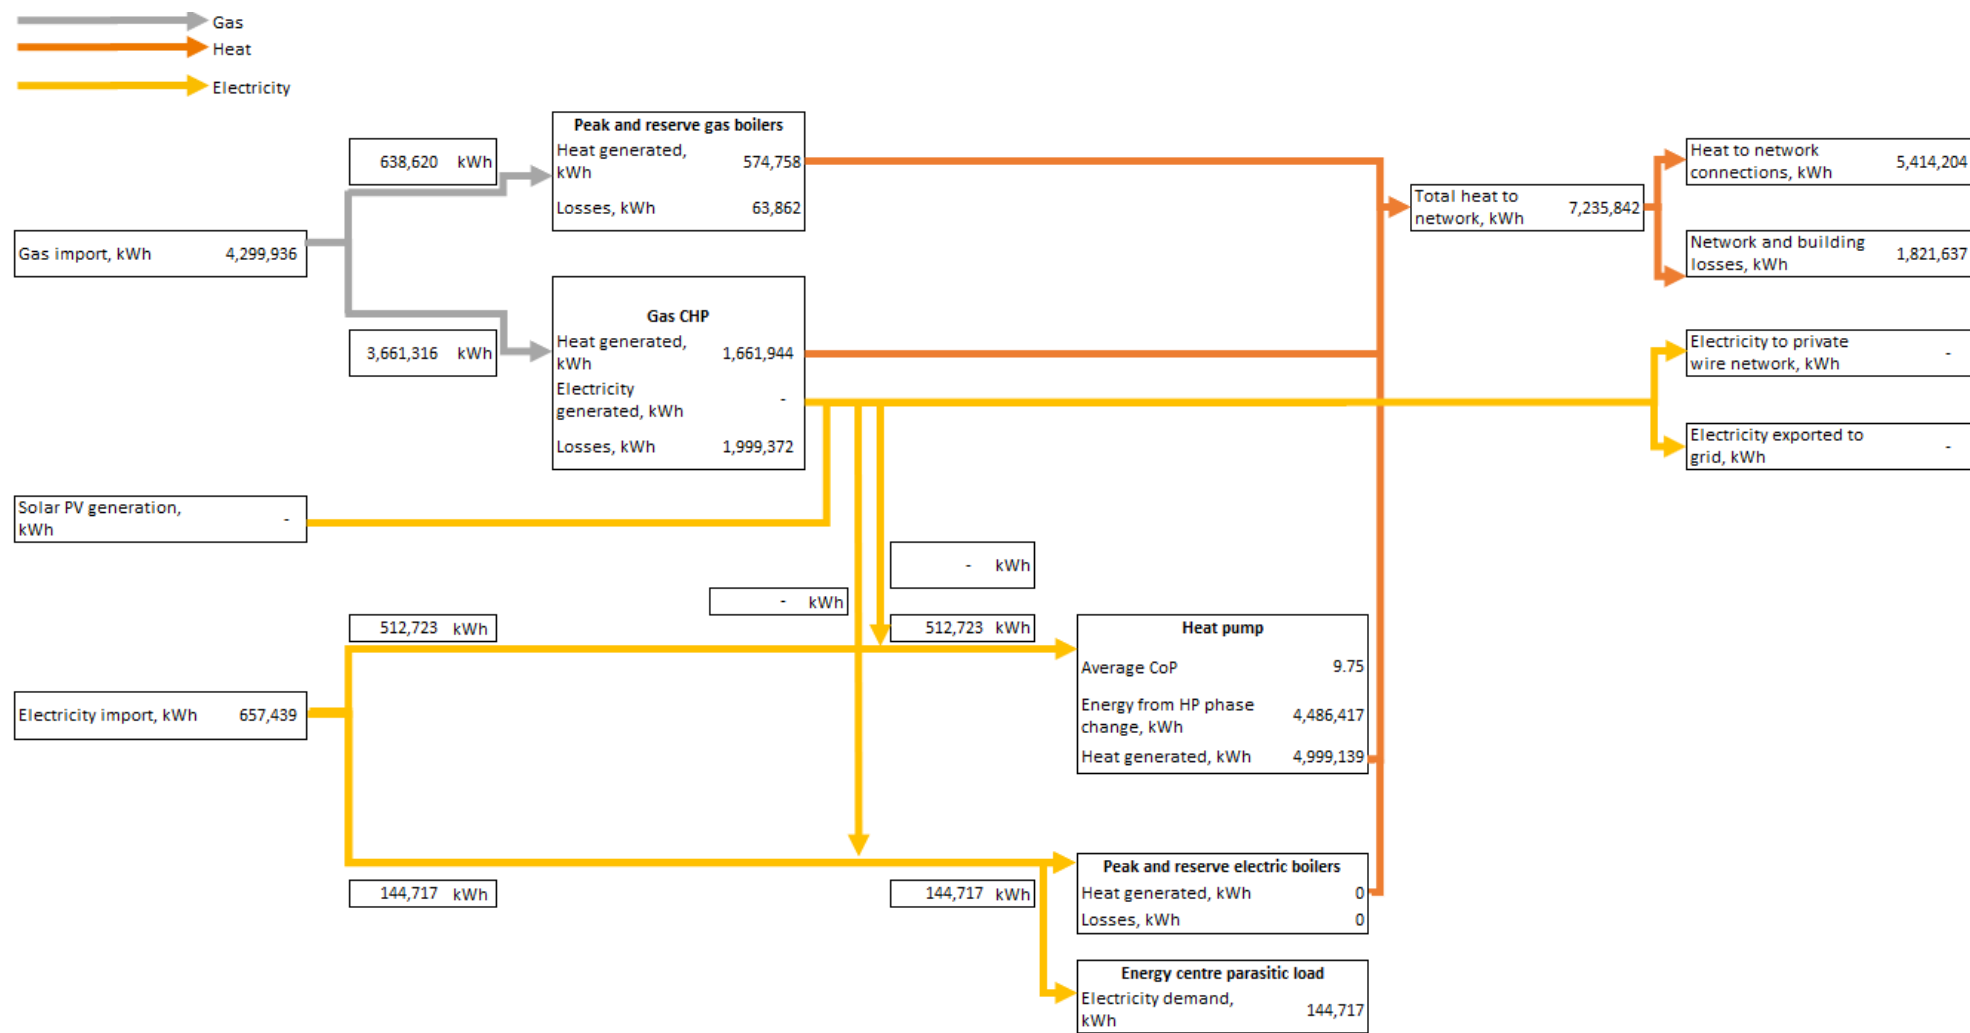 Gas
Heat
Electricity
638,620 kWh
Peak and reserve gas boilers
Heat generated,
kWh
574,758
Losses, kWh 63,862
Gas import, kWh 4,299,936
3,661,316 kWh
Gas CHP
Heat generated,
kWh
1,661,944
Electricity
generated, kWh
-
Losses, kWh 1,999,372
Total heat to
network, kWh
7,235,842
Heat to network
connections, kWh
5,414,204
Network and building
losses, kWh
1,821,637
Electricity to private
wire network, kWh
-
Electricity exported to
grid, kWh
-
Solar PV generation,
kWh
-
- kWh
- kWh
512,723 kWh
512,723 kWh
Electricity import, kWh 657,439
Heat pump
Average CoP 9.75
Energy from HP phase
change, kWh
4,486,417
Heat generated, kWh 4,999,139
144,717 kWh
144,717 kWh
Peak and reserve electric boilers
Heat generated, kWh 0
Losses, kWh 0
Energy centre parasitic load
Electricity demand,
kWh
144,717